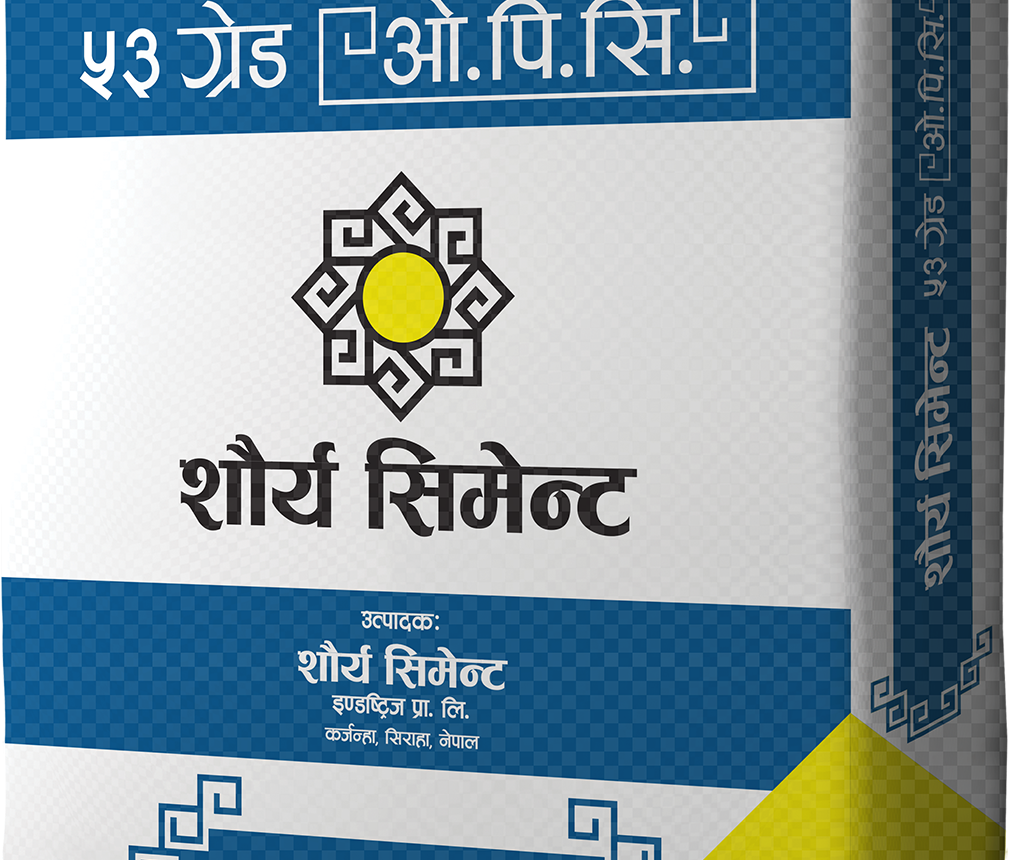 ५३ ग्रेड ओ.पि.सि.
शौर्य सिमेन्ट
उत्पादक:
शौर्य सिमेन्ट
इण्डष्ट्रिज प्रा. लि.
कर्जन्हा, सिराहा, नेपाल
शौर्य सिमेन्ट ५३ ग्रेड ओ.पि.सि.